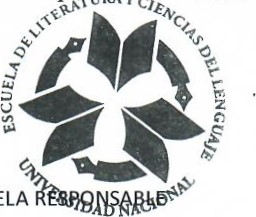 ESCUELA DE LITERATURA Y CIENCIAS DEL LENGUAJE
UNIVERSIDAD NACIONAL
ELA RESPONSABLE